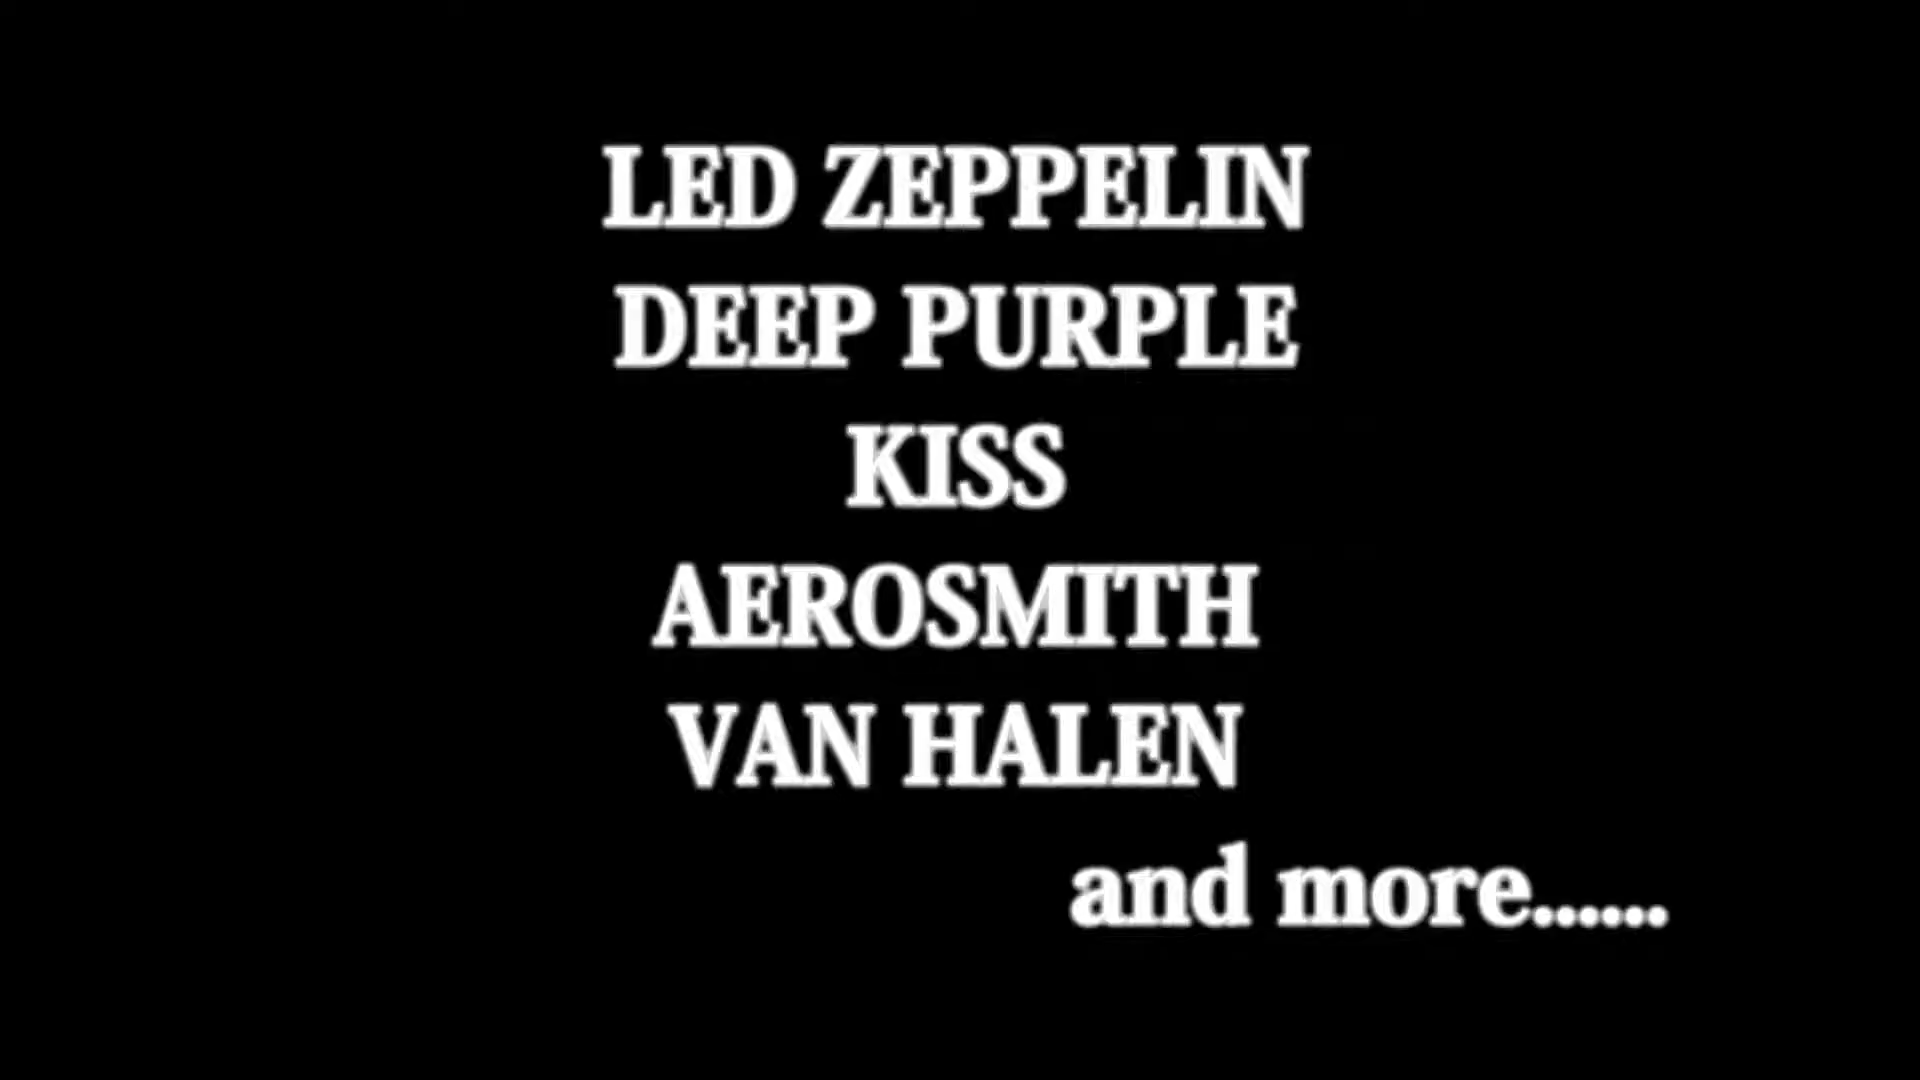 LED ZEPPELIN
DEEP PURPLE
KISS
AEROSMITH
VAN HALEN
and more......